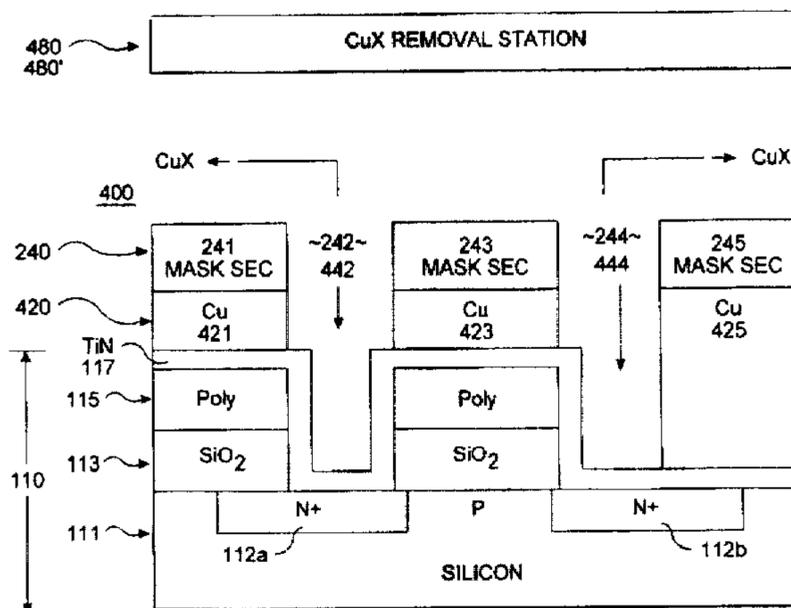 480
480'
CuX REMOVAL STATION
CuX
CuX
400
240
241
MASK SEC
~242~
442
243
MASK SEC
~244~
444
245
MASK SEC
420
Cu
421
Cu
423
Cu
425
TiN
117
115
Poly
Poly
110
113
SiO2
SiO2
111
N+
P
N+
112a
112b
SILICON